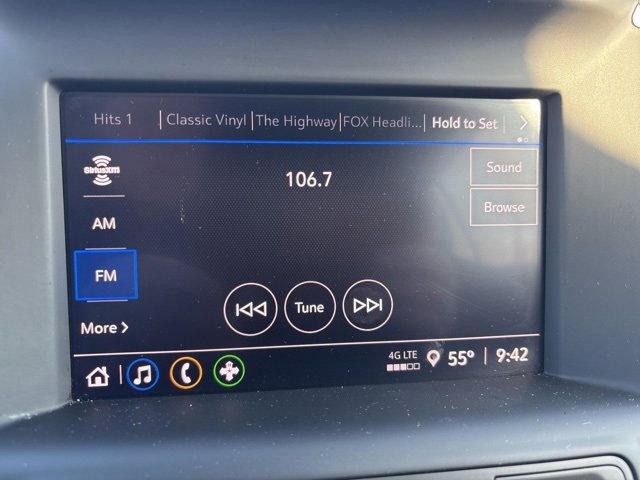 Hits 1 | Classic Vinyl | The Highway | FOX Headli... | Hold to Set
SiriusXM
Sound
106.7
Browse
AM
FM
Tune
More
4G LTE
55° | 9:42